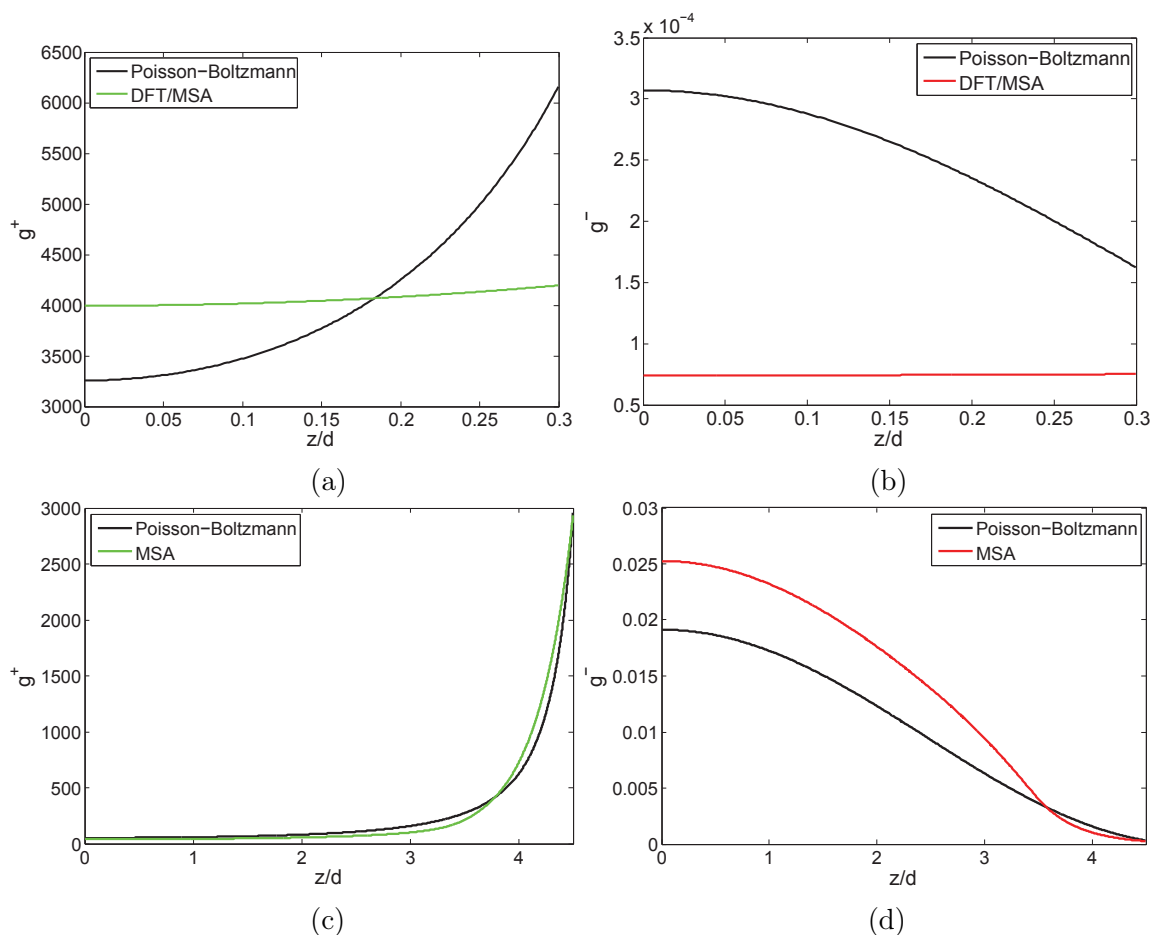 6500
6000
5500
5000
4500
4000
3500
3000
g+
Poisson−Boltzmann
DFT/MSA
0 0.05 0.1 0.15 0.2 0.25 0.3
z/d
(a)
x 10−4
3.5
3
2.5
2
1.5
1
0.5
g−
Poisson−Boltzmann
DFT/MSA
0 0.05 0.1 0.15 0.2 0.25 0.3
z/d
(b)
3000
2500
2000
1500
1000
500
0
g+
Poisson−Boltzmann
MSA
0 1 2 3 4
z/d
(c)
0.03
0.025
0.02
0.015
0.01
0.005
0
g−
Poisson−Boltzmann
MSA
0 1 2 3 4
z/d
(d)